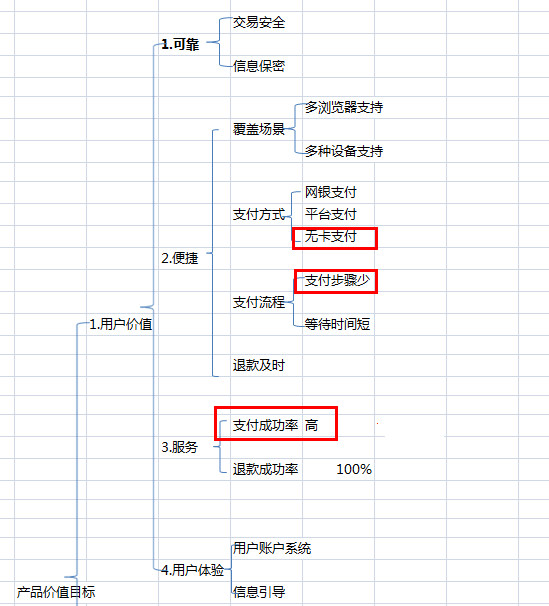 交易安全
1.可靠
信息保密
多浏览器支持
覆盖场景
多种设备支持
网银支付
支付方式
平台支付
无卡支付
2.便捷
支付步骤少
支付流程
等待时间短
1.用户价值
退款及时
支付成功率 高
3.服务
退款成功率 100%
用户账户系统
4.用户体验
信息引导
产品价值目标